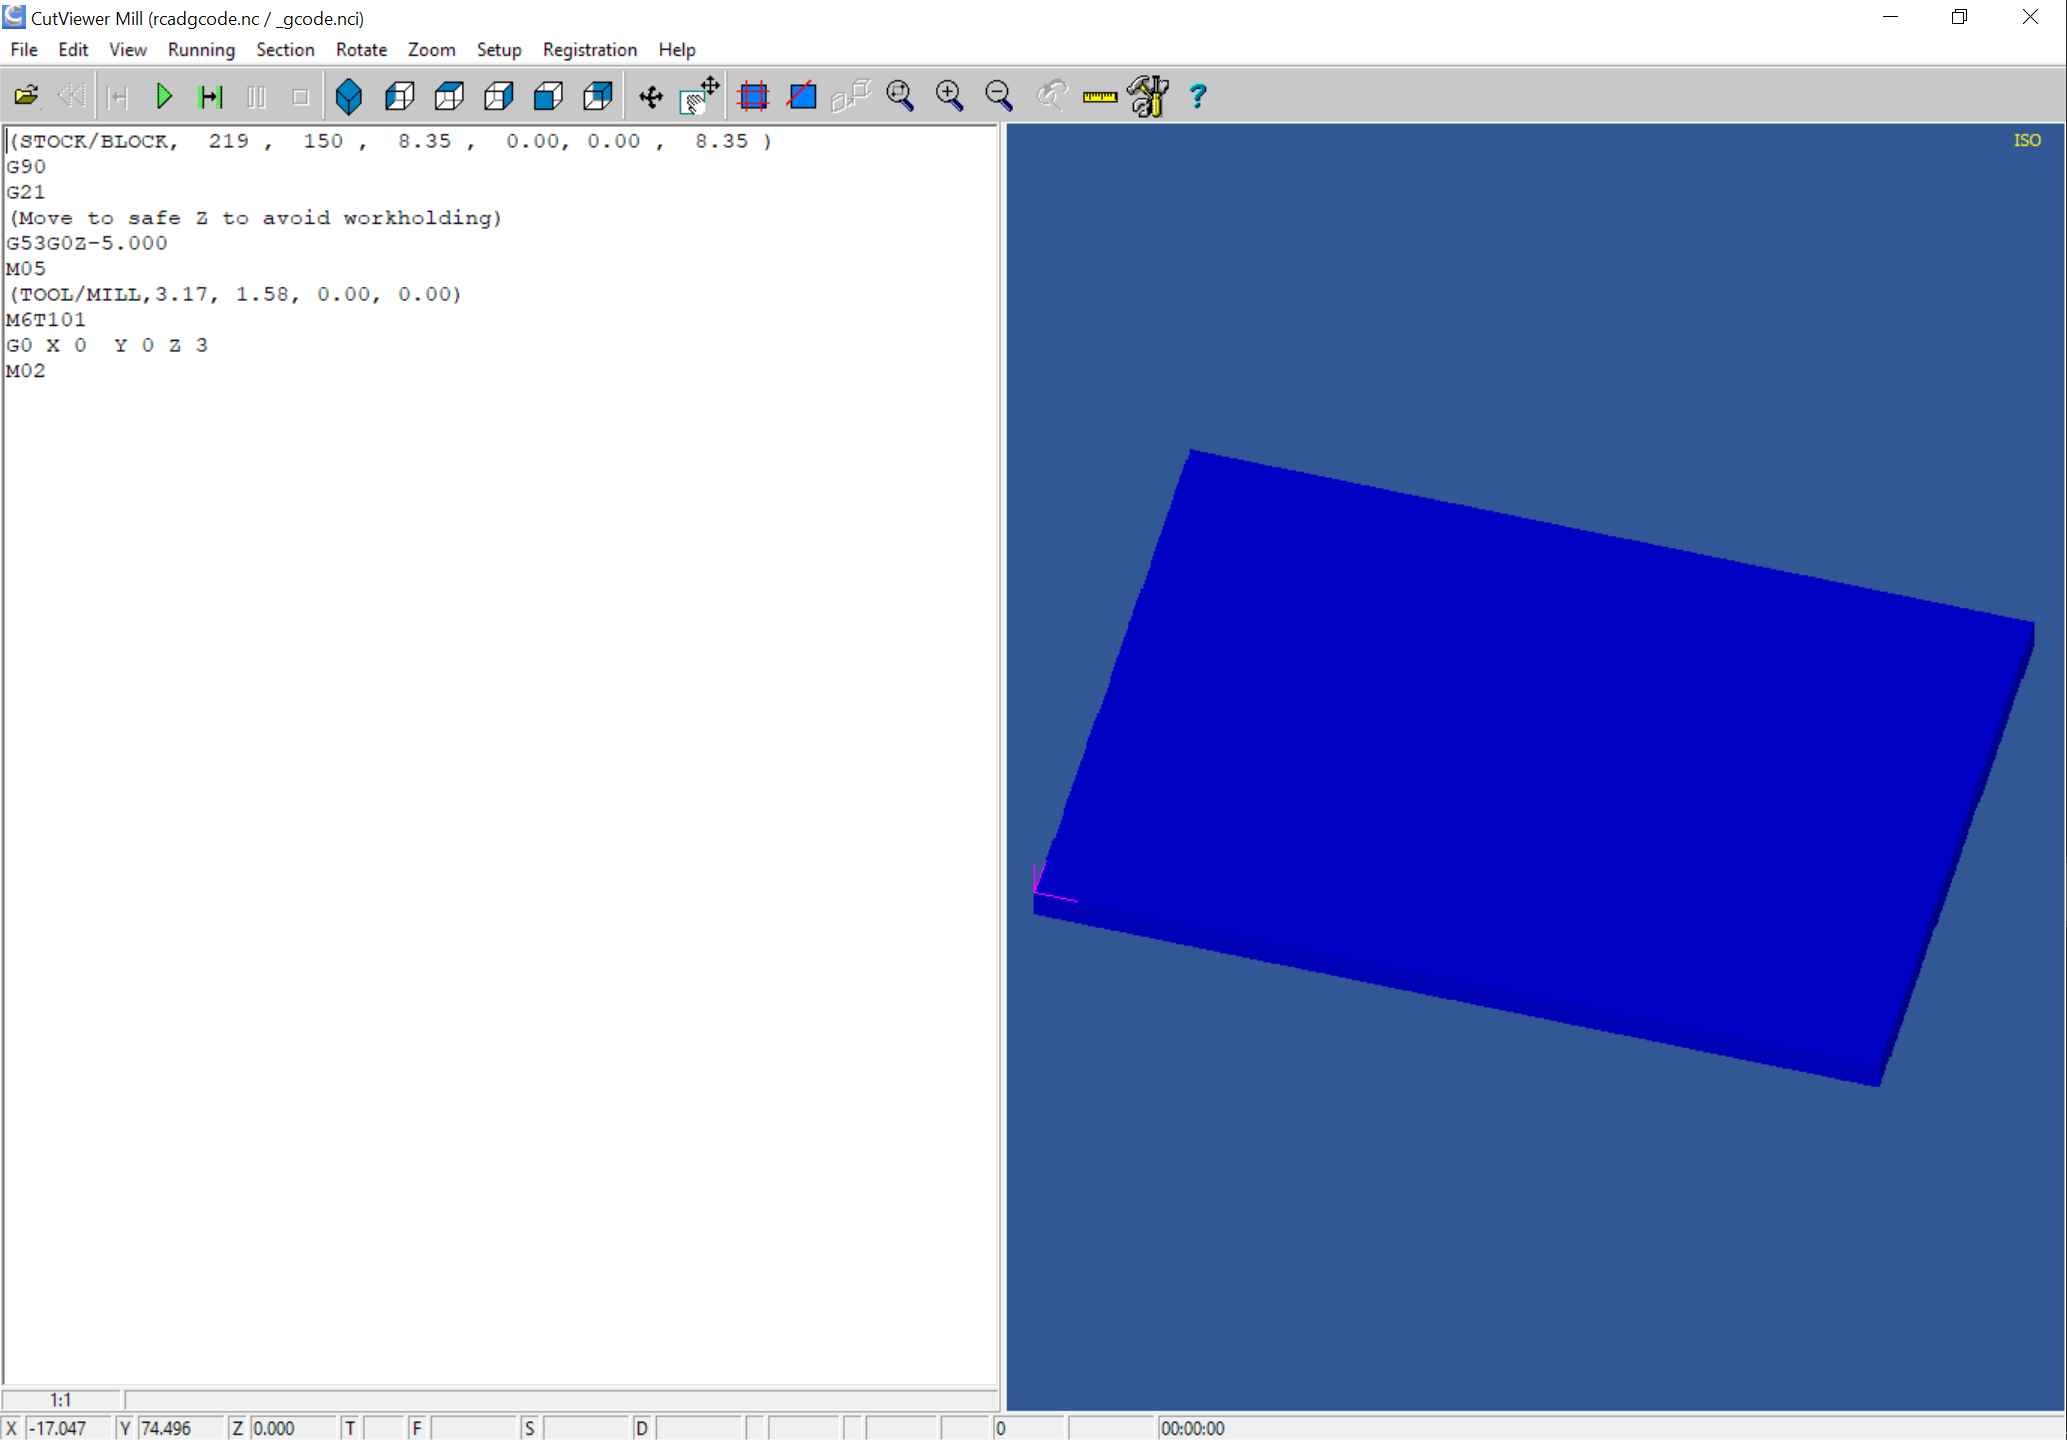 CutViewer Mill (rcadgcode.nc / _gcode.nci)
File Edit View Running Section Rotate Zoom Setup Registration Help
(STOCK/BLOCK, 219 , 150 , 8.35 , 0.00, 0.00 , 8.35 )
G90
G21
(Move to safe Z to avoid workholding)
G53G0Z-5.000
M05
(TOOL/MILL,3.17, 1.58, 0.00, 0.00)
M6T101
G0 X 0 Y 0 Z 3
M02
ISO
1:1
X -17.047 Y 74.496 Z 0.000 T F S D 0 00:00:00